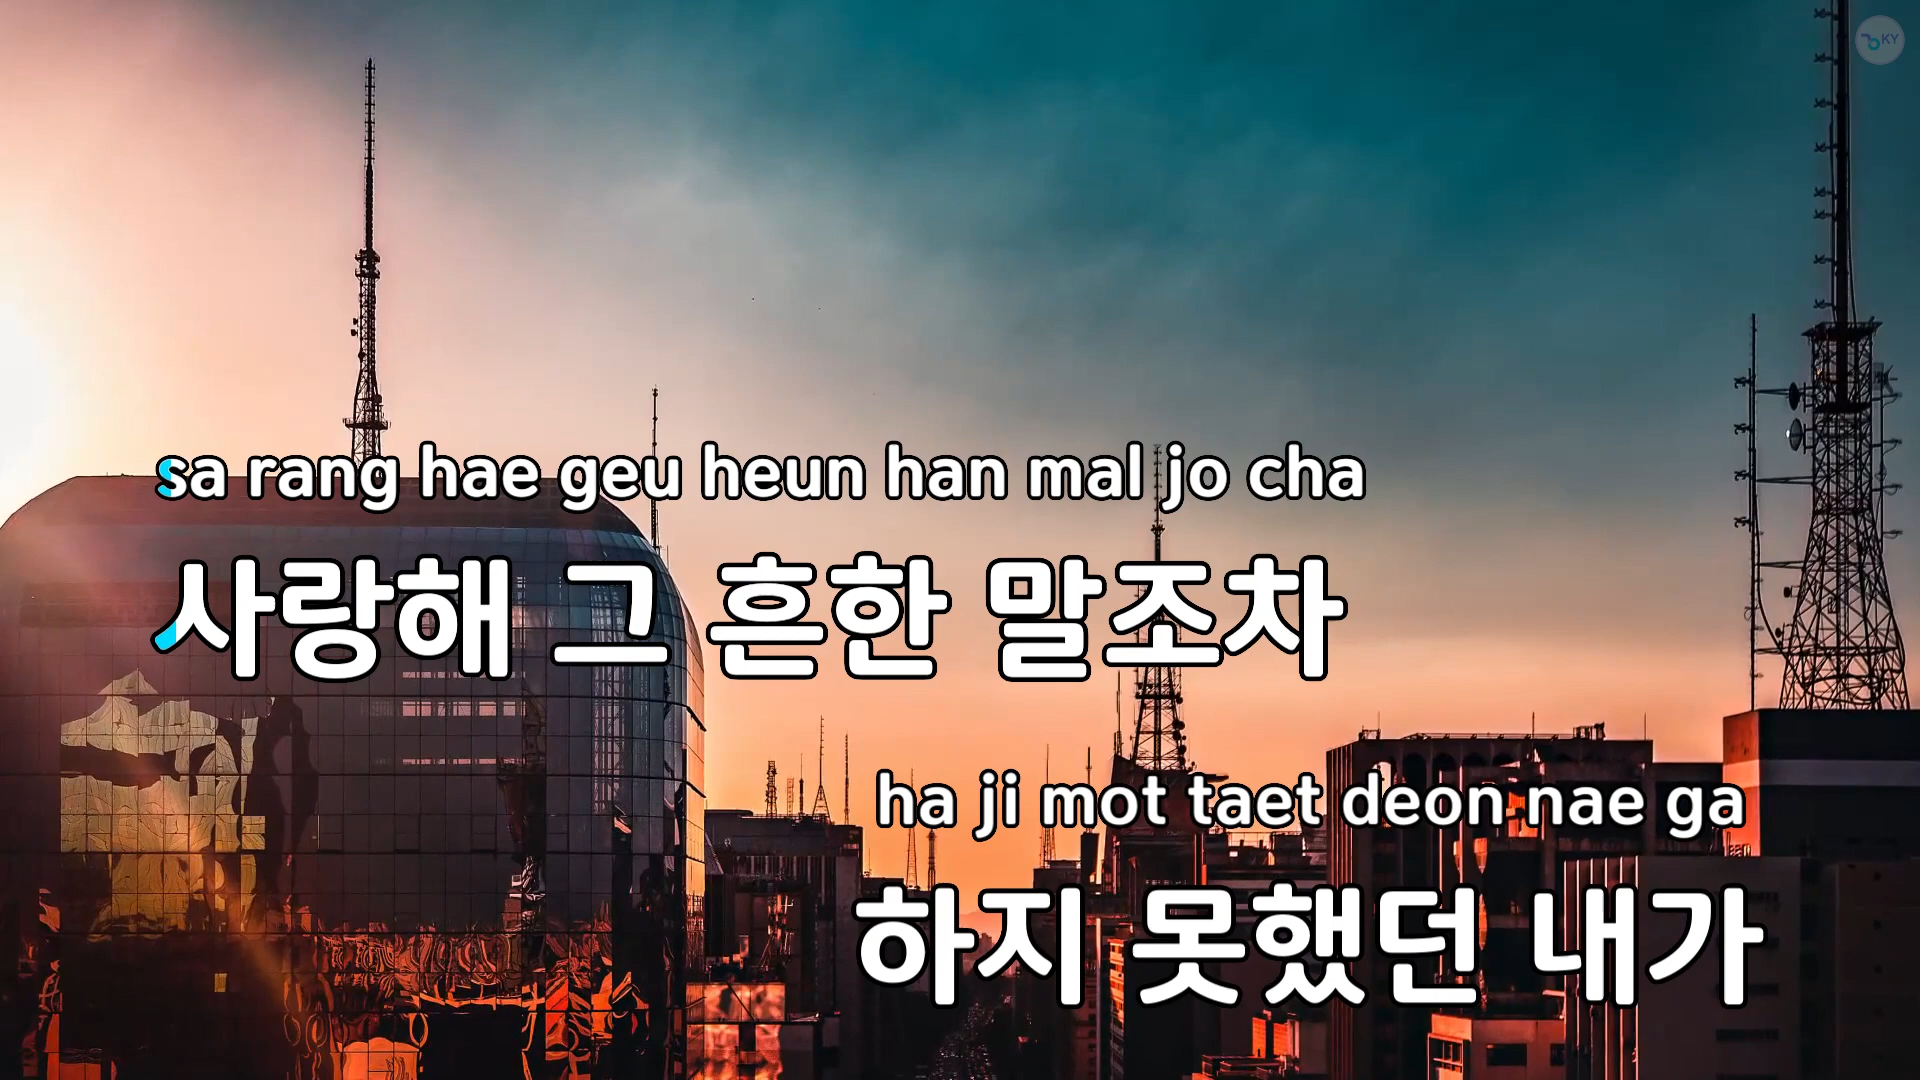 KY
sa rang hae geu heun han mal jo cha
사랑해 그 흔한 말조차
ha ji mot taet deon nae ga
하지 못했던 내가